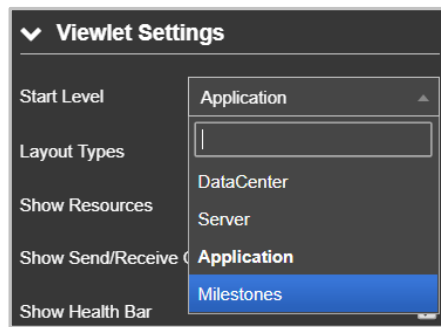 Viewlet Settings
Start Level Application
Layout Types
DataCenter
Show Resources
Server
Show Send/Receive Application
Milestones
Show Health Bar